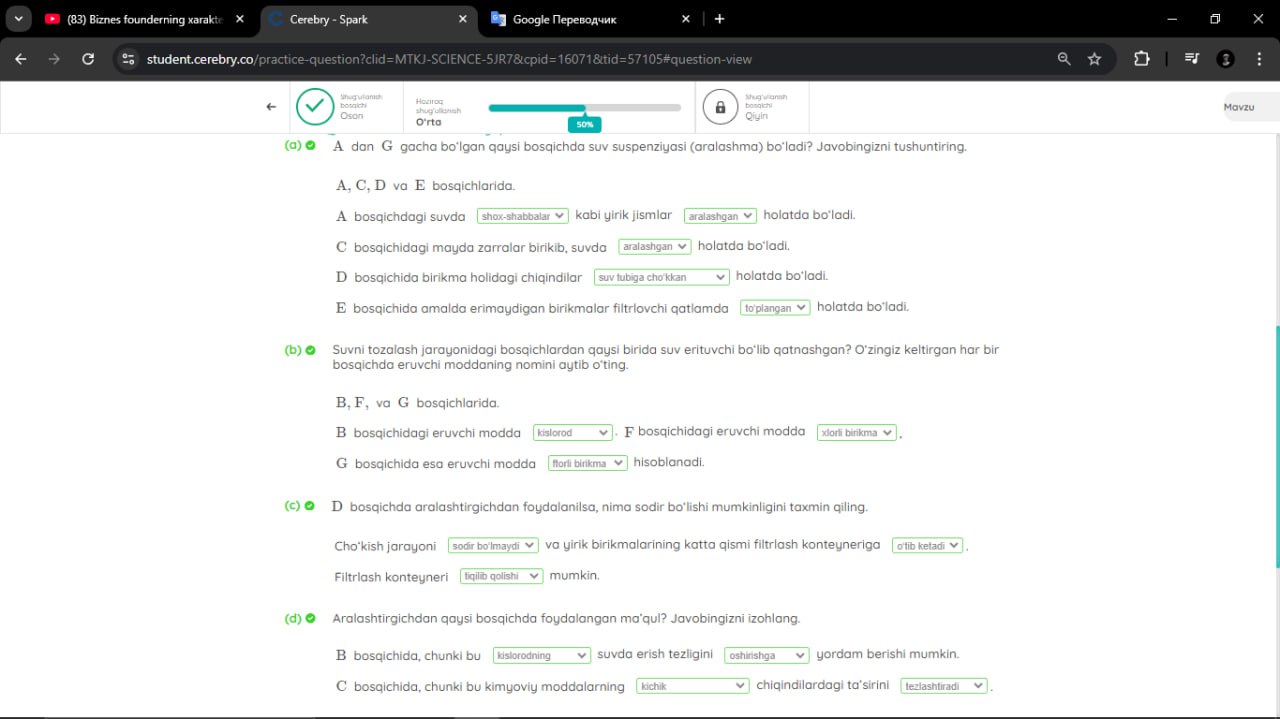 (83) Biznes founderning xarakte
Cerebry - Spark
Google Переводчик
student.cerebry.co/practice-question?clid=MTKJ-SCIENCE-5JR7&cpid=16071&tid=57105#question-view
Shug'ullanish bosqichi
Oson
Hoziroq shug'ullanish
O'rta
50%
Shug'ullanish bosqichi
Qiyin
Mavzu
(a) A dan G gacha bo'lgan qaysi bosqichda suv suspenziyasi (aralashma) bo'ladi? Javobingizni tushuntiring.
A, C, D va E bosqichlarida.
A bosqichdagi suvda shox-shabbalar kabi yirik jismlar aralashgan holatda bo'ladi.
C bosqichidagi mayda zarralar birikib, suvda aralashgan holatda bo'ladi.
D bosqichida birikma holidagi chiqindilar suv tubiga cho'kkan holatda bo'ladi.
E bosqichida amalda erimaydigan birikmalar filtrlovchi qatlamda to'plangan holatda bo'ladi.
(b) Suvni tozalash jarayonidagi bosqichlardan qaysi birida suv erituvchi bo'lib qatnashgan? O'zingiz keltirgan har bir
bosqichda eruvchi moddaning nomini aytib o'ting.
B, F, va G bosqichlarida.
B bosqichidagi eruvchi modda kislorod . F bosqichidagi eruvchi modda xlorli birikma ,
G bosqichida esa eruvchi modda ftorli birikma hisoblanadi.
(c) D bosqichda aralashtirgichdan foydalanilsa, nima sodir bo'lishi mumkinligini taxmin qiling.
Cho'kish jarayoni sodir bo'lmaydi va yirik birikmalarining katta qismi filtrlash konteyneriga o'tib ketadi .
Filtrlash konteyneri tiqilib qolishi mumkin.
(d) Aralashtirgichdan qaysi bosqichda foydalangan ma'qul? Javobingizni izohlang.
B bosqichida, chunki bu kislorodning suvda erish tezligini oshirishga yordam berishi mumkin.
C bosqichida, chunki bu kimyoviy moddalarning kichik chiqindilardagi ta'sirini tezlashtiradi .